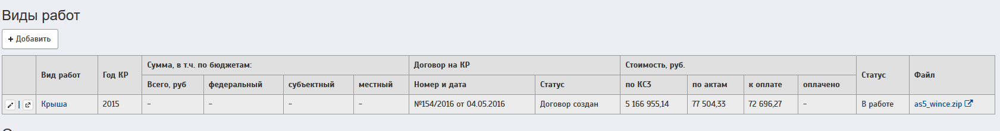 Виды работ
+ Добавить
Вид работ Год КР Сумма, в т.ч. по бюджетам: Договор на КР Стоимость, руб. Статус Файл
Всего, руб федеральный субъектный местный Номер и дата Статус по КС3 по актам к оплате оплачено
| Крыша 2015 – – – – №154/2016 от 04.05.2016 Договор создан 5 166 955,14 77 504,33 72 696,27 – В работе as5_wince.zip